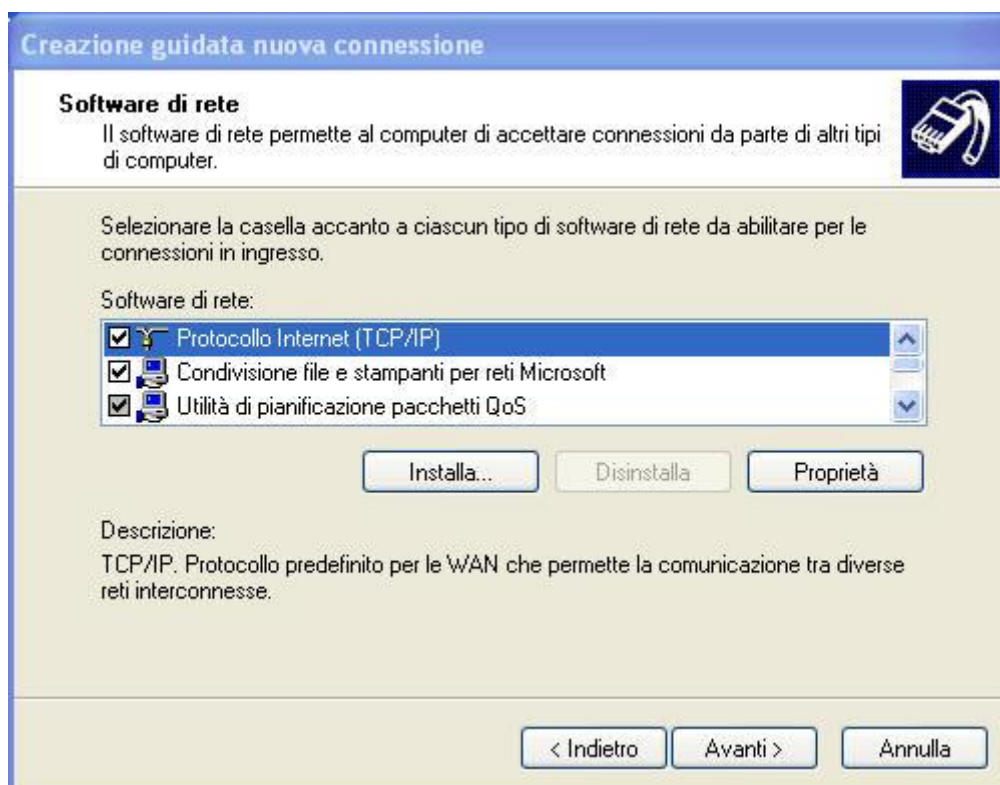 Creazione guidata nuova connessione
Software di rete
Il software di rete permette al computer di accettare connessioni da parte di altri tipi
di computer.
Selezionare la casella accanto a ciascun tipo di software di rete da abilitare per le
connessioni in ingresso.
Software di rete:
Protocollo Internet (TCP/IP)
Condivisione file e stampanti per reti Microsoft
Utilità di pianificazione pacchetti QoS
Installa... Disinstalla Proprietà
Descrizione:
TCP/IP. Protocollo predefinito per le WAN che permette la comunicazione tra diverse
reti interconnesse.
< Indietro Avanti > Annulla